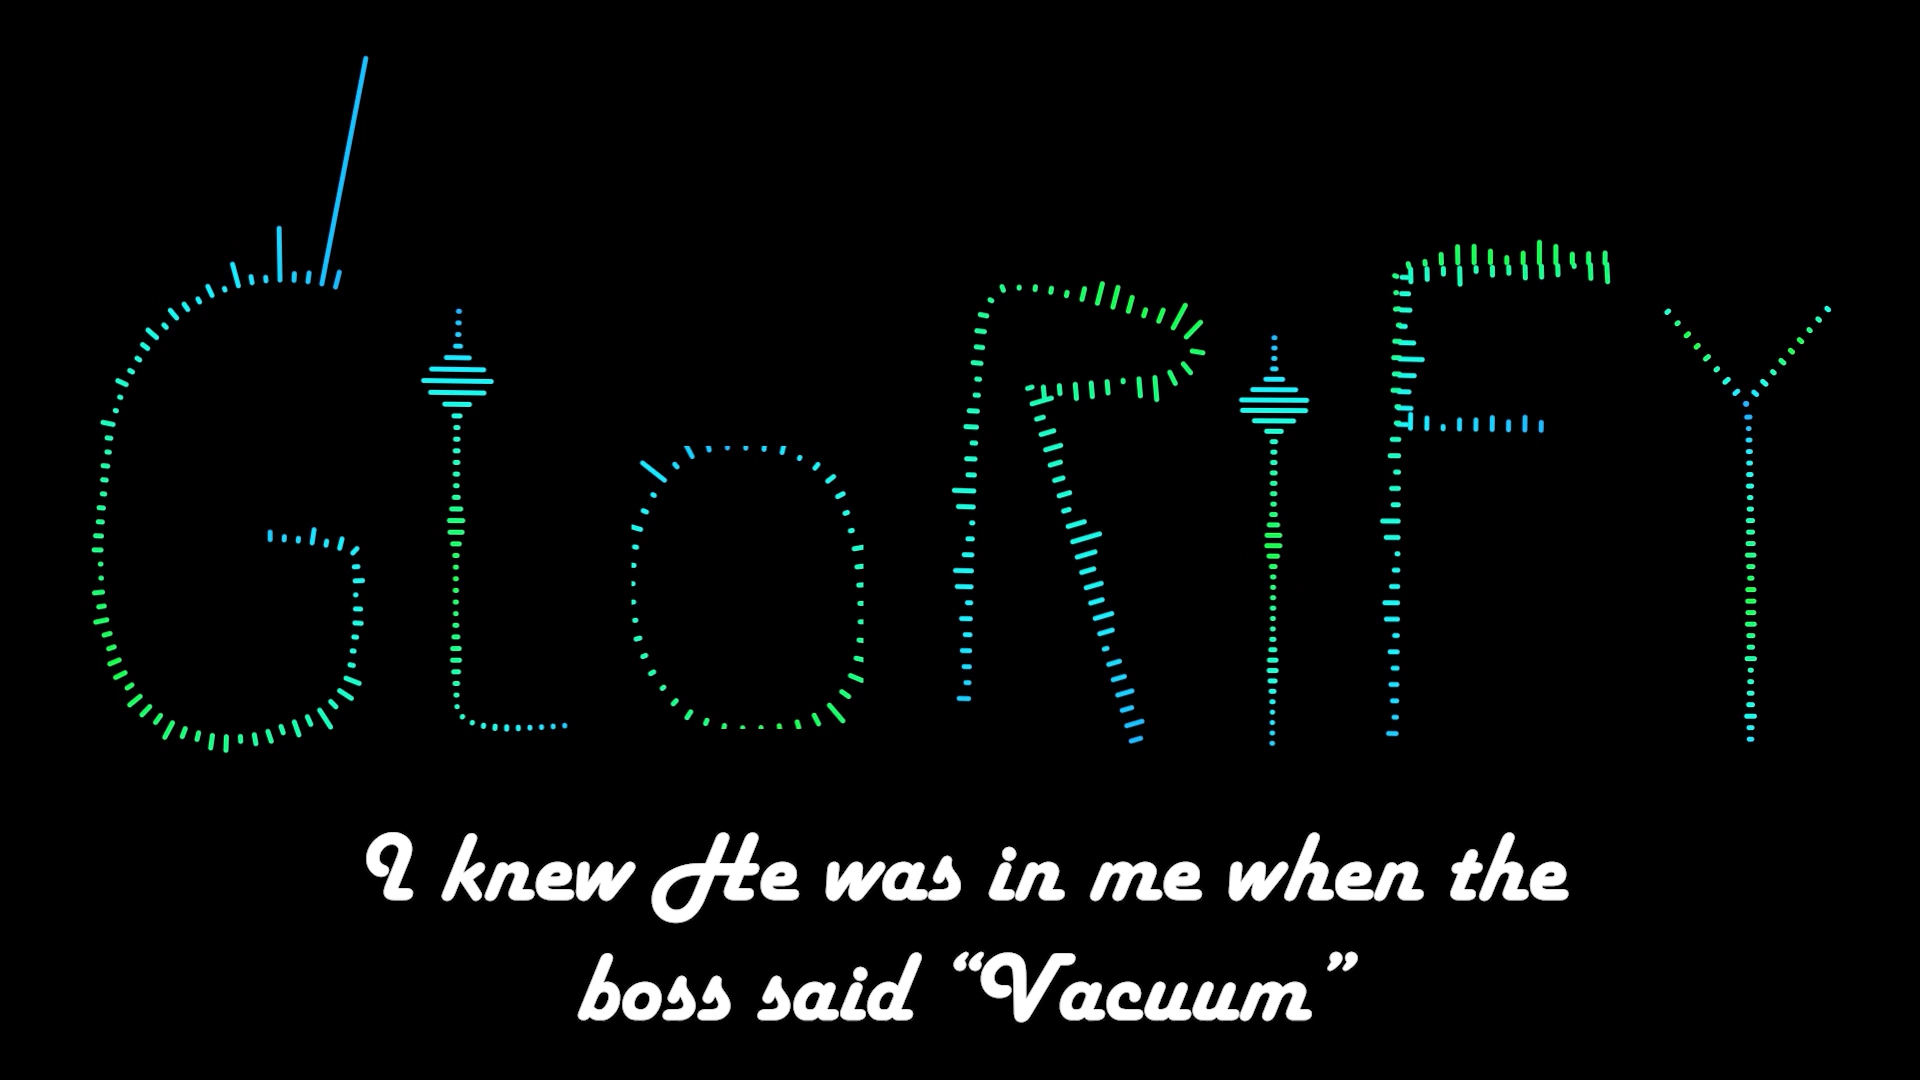 GLoRIFY
I knew He was in me when the
boss said “Vacuum”